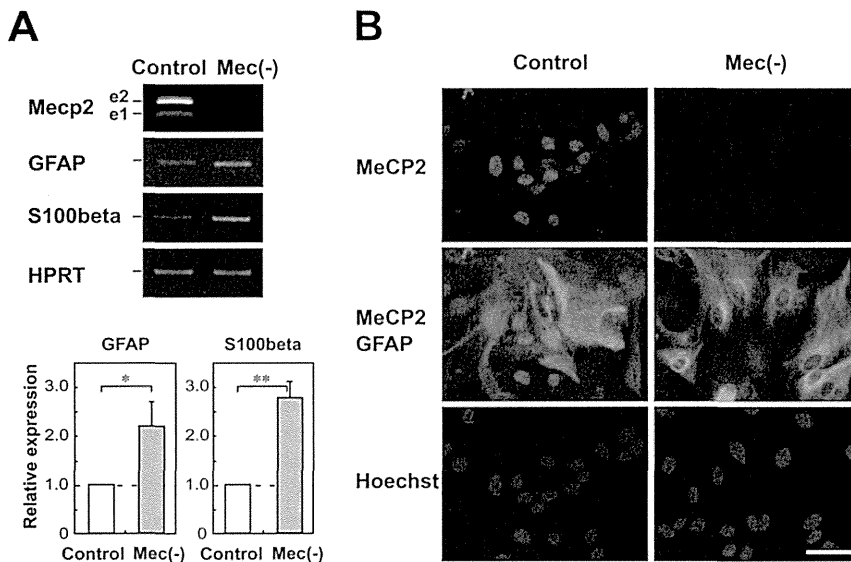 A
Control Mec(-)
Mecp2
e2
e1
GFAP
S100beta
HPRT
GFAP
S100beta
Relative expression
3.0
2.0
1.0
0
*
Control Mec(-)
3.0
2.0
1.0
0
**
Control Mec(-)
B
Control
Mec(-)
MeCP2
MeCP2
GFAP
Hoechst